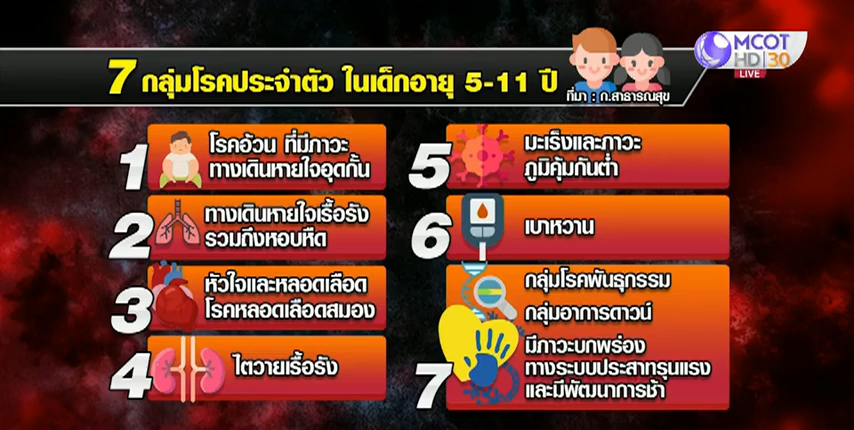 7 กลุ่มโรคประจำตัว ในเด็กอายุ 5-11 ปี
ที่มา : ก.สาธารณสุข
MCOT
HD 30
LIVE
1
โรคอ้วน ที่มีภาวะ
ทางเดินหายใจอุดกั้น
2
ทางเดินหายใจเรื้อรัง
รวมถึงหอบหืด
3
หัวใจและหลอดเลือด
โรคหลอดเลือดสมอง
4
ไตวายเรื้อรัง
5
มะเร็งและภาวะ
ภูมิคุ้มกันต่ำ
6
เบาหวาน
7
กลุ่มโรคพันธุกรรม
กลุ่มอาการดาวน์
มีภาวะบกพร่อง
ทางระบบประสาทรุนแรง
และมีพัฒนาการช้า